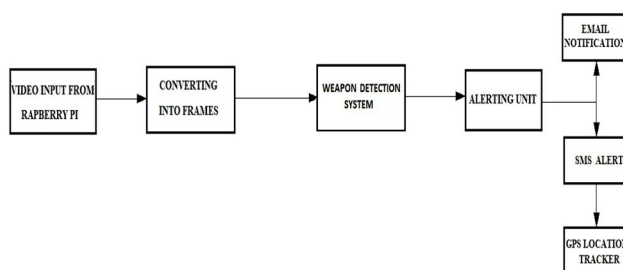 VIDEO INPUT FROM
RAPBERRY PI
CONVERTING
INTO FRAMES
WEAPON DETECTION
SYSTEM
ALERTING UNIT
EMAIL
NOTIFICATION
SMS ALERT
GPS LOCATION
TRACKER